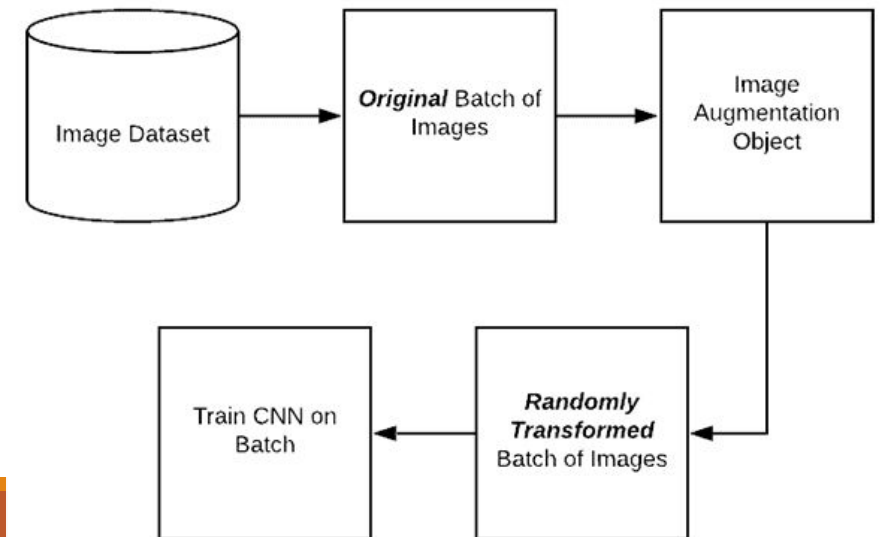 Image Dataset
Original Batch of
Images
Image
Augmentation
Object
Randomly
Transformed
Batch of Images
Train CNN on
Batch